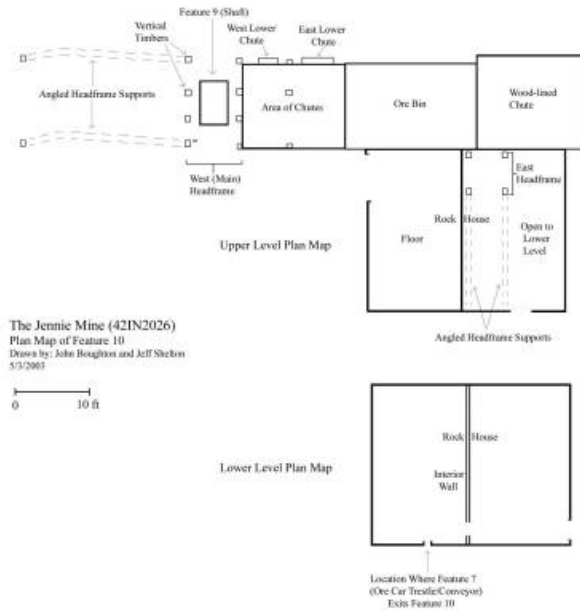 Feature 9 (Shaft)
Vertical
Timbers
West Lower
Chute
East Lower
Chute
Angled Headframe Supports
Area of Chutes
Ore Bin
Wood-lined
Chute
West (Main)
Headframe
East
Headframe
Rock House
Floor
Open to
Lower
Level
Upper Level Plan Map
Angled Headframe Supports
The Jennie Mine (42IN2026)
Plan Map of Feature 10
Drawn by: John Boughton and Jeff Shelton
5/3/2003
0 10 ft
Rock House
Lower Level Plan Map
Interior
Wall
Location Where Feature 7
(Ore Car Trestle/Conveyor)
Exits Feature 10